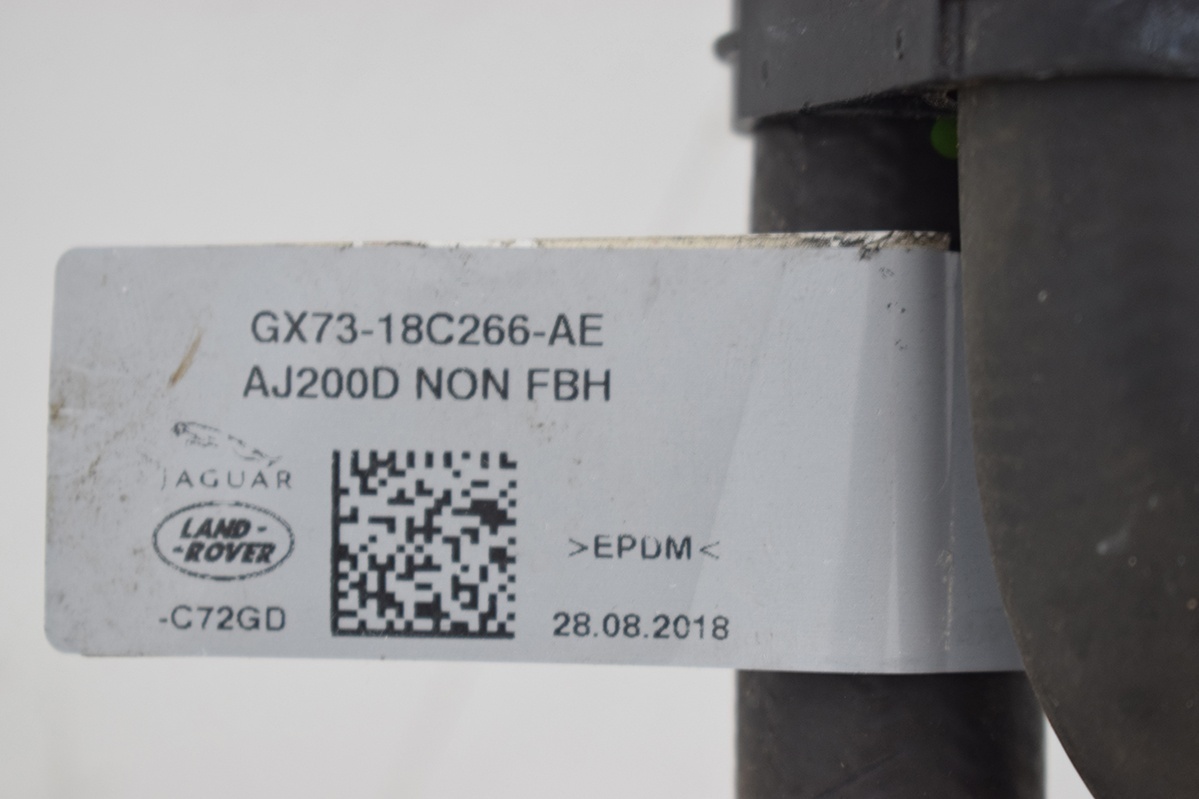 GX73-18C266-AE
AJ200D NON FBH
JAGUAR
LAND-
-ROVER
>EPDM<
-C72GD
28.08.2018